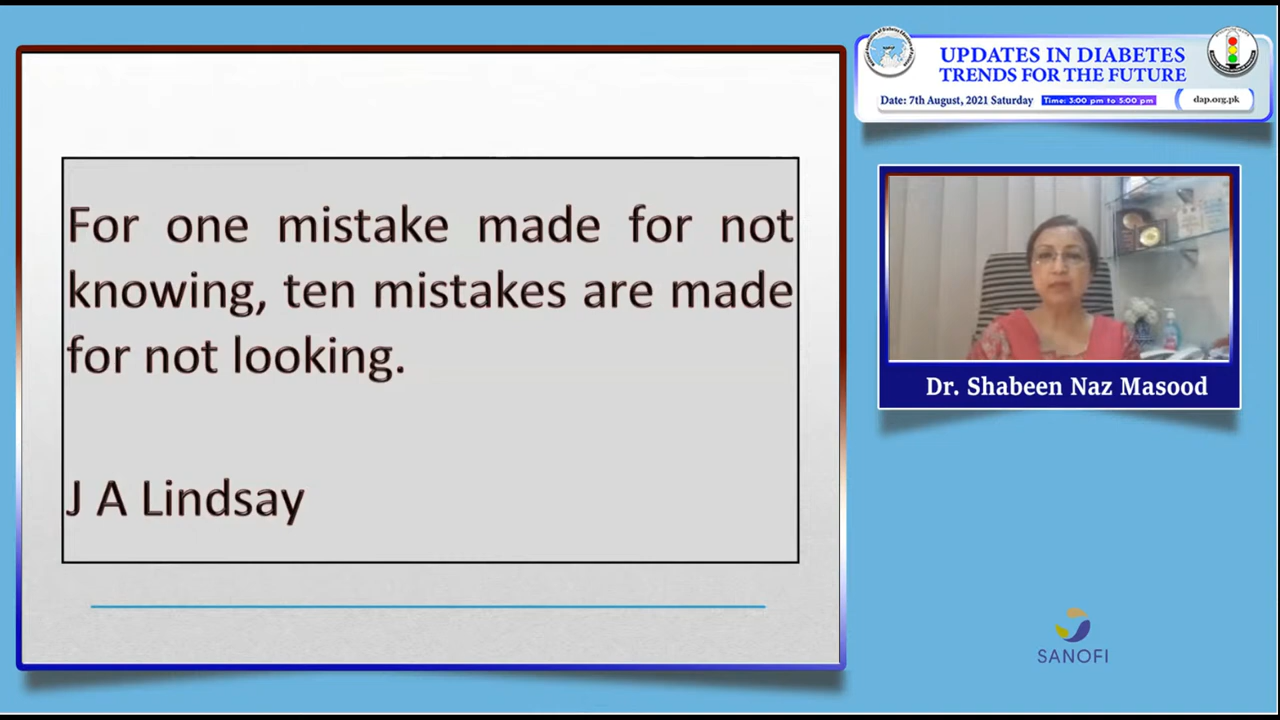 For one mistake made for not
knowing, ten mistakes are made
for not looking.
J A Lindsay
UPDATES IN DIABETES
TRENDS FOR THE FUTURE
Date: 7th August, 2021 Saturday
Time: 3:00 pm to 5:00 pm
dap.org.pk
Dr. Shabeen Naz Masood
SANOFI